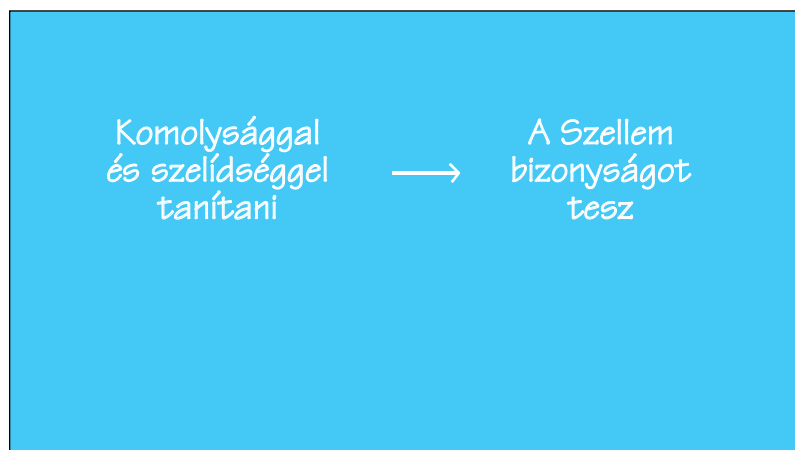 Komolysággal
és szelídséggel
tanítani
A Szellem
bizonyságot
tesz